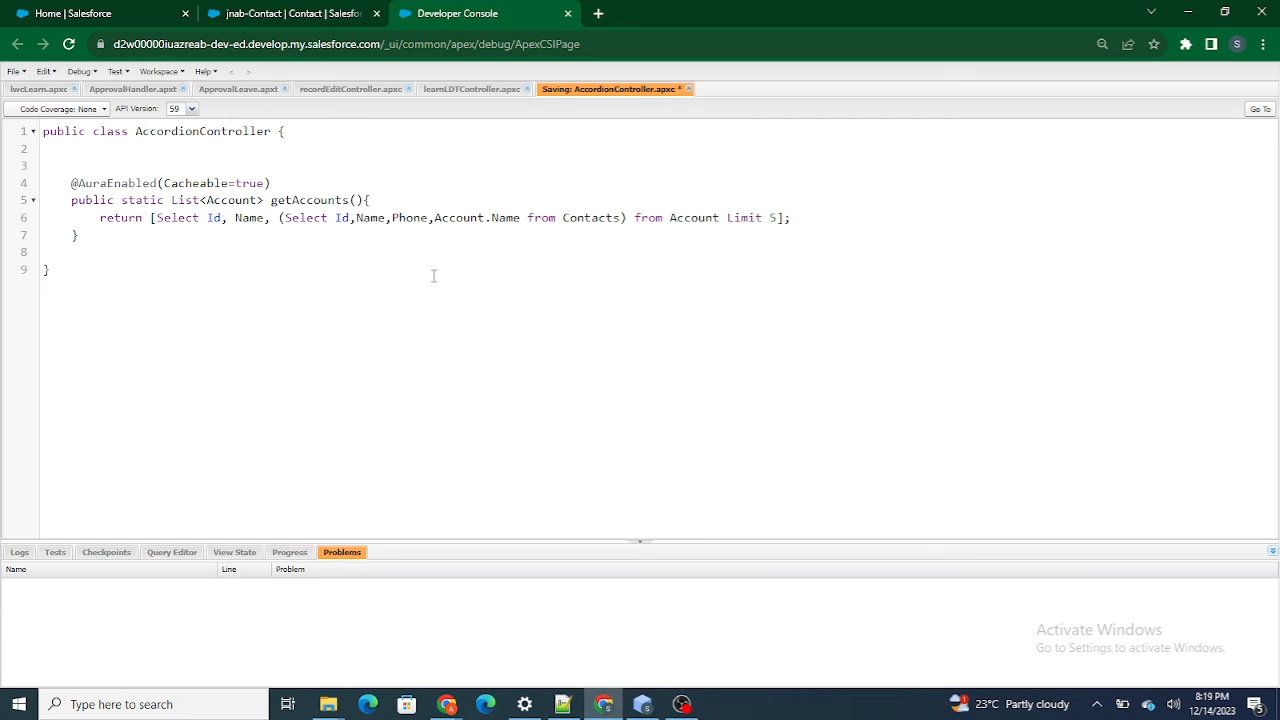 Home | Salesforce
jnab-Contact | Contact | Salesfor
Developer Console
d2w00000iuazreab-dev-ed.develop.my.salesforce.com/_ui/common/apex/debug/ApexCSIPage
S
File Edit Debug Test Workspace Help < >
lwcLearn.apxc ApprovalHandler.apxt ApprovalLeave.apxt recordEditController.apxc learnLDTController.apxc Saving: AccordionController.apxc *
Code Coverage: None API Version: 59 Go To
1 public class AccordionController {
2
3
4 @AuraEnabled(Cacheable=true)
5 public static List<Account> getAccounts(){
6 return [Select Id, Name, (Select Id,Name,Phone,Account.Name from Contacts) from Account Limit 5];
7 }
8
9 }
Logs Tests Checkpoints Query Editor View State Progress Problems
Name Line Problem
Activate Windows
Go to Settings to activate Windows.
Type here to search
23°C Partly cloudy
8:19 PM
12/14/2023
3